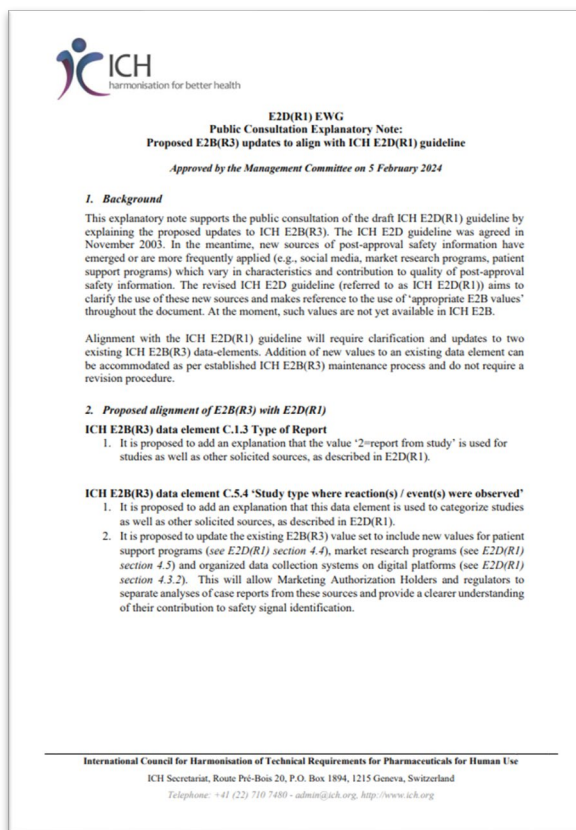 ICH
harmonisation for better health
E2D(R1) EWG
Public Consultation Explanatory Note:
Proposed E2B(R3) updates to align with ICH E2D(R1) guideline
Approved by the Management Committee on 5 February 2024
1. Background
This explanatory note supports the public consultation of the draft ICH E2D(R1) guideline by
explaining the proposed updates to ICH E2B(R3). The ICH E2D guideline was agreed in
November 2003. In the meantime, new sources of post-approval safety information have
emerged or are more frequently applied (e.g., social media, market research programs, patient
support programs) which vary in characteristics and contribution to quality of post-approval
safety information. The revised ICH E2D guideline (referred to as ICH E2D(R1)) aims to
clarify the use of these new sources and makes reference to the use of ‘appropriate E2B values’
throughout the document. At the moment, such values are not yet available in ICH E2B.
Alignment with the ICH E2D(R1) guideline will require clarification and updates to two
existing ICH E2B(R3) data-elements. Addition of new values to an existing data element can
be accommodated as per established ICH E2B(R3) maintenance process and do not require a
revision procedure.
2. Proposed alignment of E2B(R3) with E2D(R1)
ICH E2B(R3) data element C.1.3 Type of Report
1. It is proposed to add an explanation that the value ‘2=report from study’ is used for
studies as well as other solicited sources, as described in E2D(R1).
ICH E2B(R3) data element C.5.4 ‘Study type where reaction(s) / event(s) were observed’
1. It is proposed to add an explanation that this data element is used to categorize studies
as well as other solicited sources, as described in E2D(R1).
2. It is proposed to update the existing E2B(R3) value set to include new values for patient
support programs (see E2D(R1) section 4.4), market research programs (see E2D(R1)
section 4.5) and organized data collection systems on digital platforms (see E2D(R1)
section 4.3.2). This will allow Marketing Authorization Holders and regulators to
separate analyses of case reports from these sources and provide a clearer understanding
of their contribution to safety signal identification.
International Council for Harmonisation of Technical Requirements for Pharmaceuticals for Human Use
ICH Secretariat, Route Pré-Bois 20, P.O. Box 1894, 1215 Geneva, Switzerland
Telephone: +41 (22) 710 7480 - admin@ich.org, http://www.ich.org